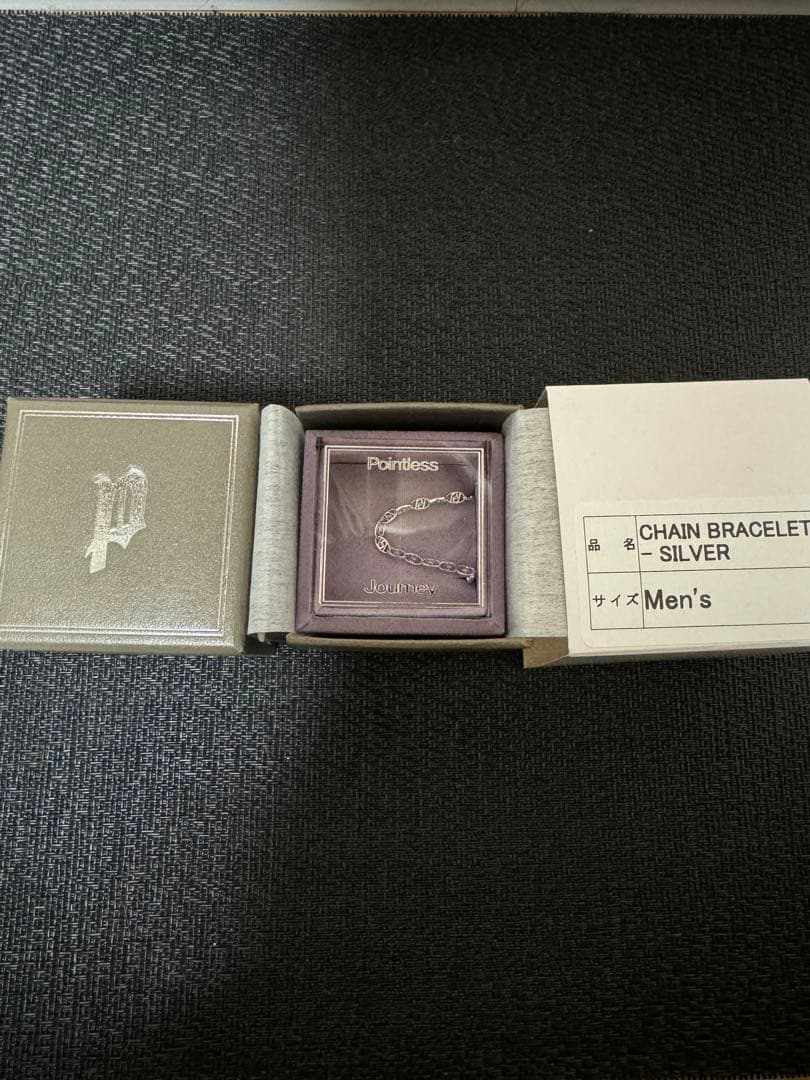 p
Pointless
Journey
品 名 CHAIN BRACELET
- SILVER
サイズ Men's